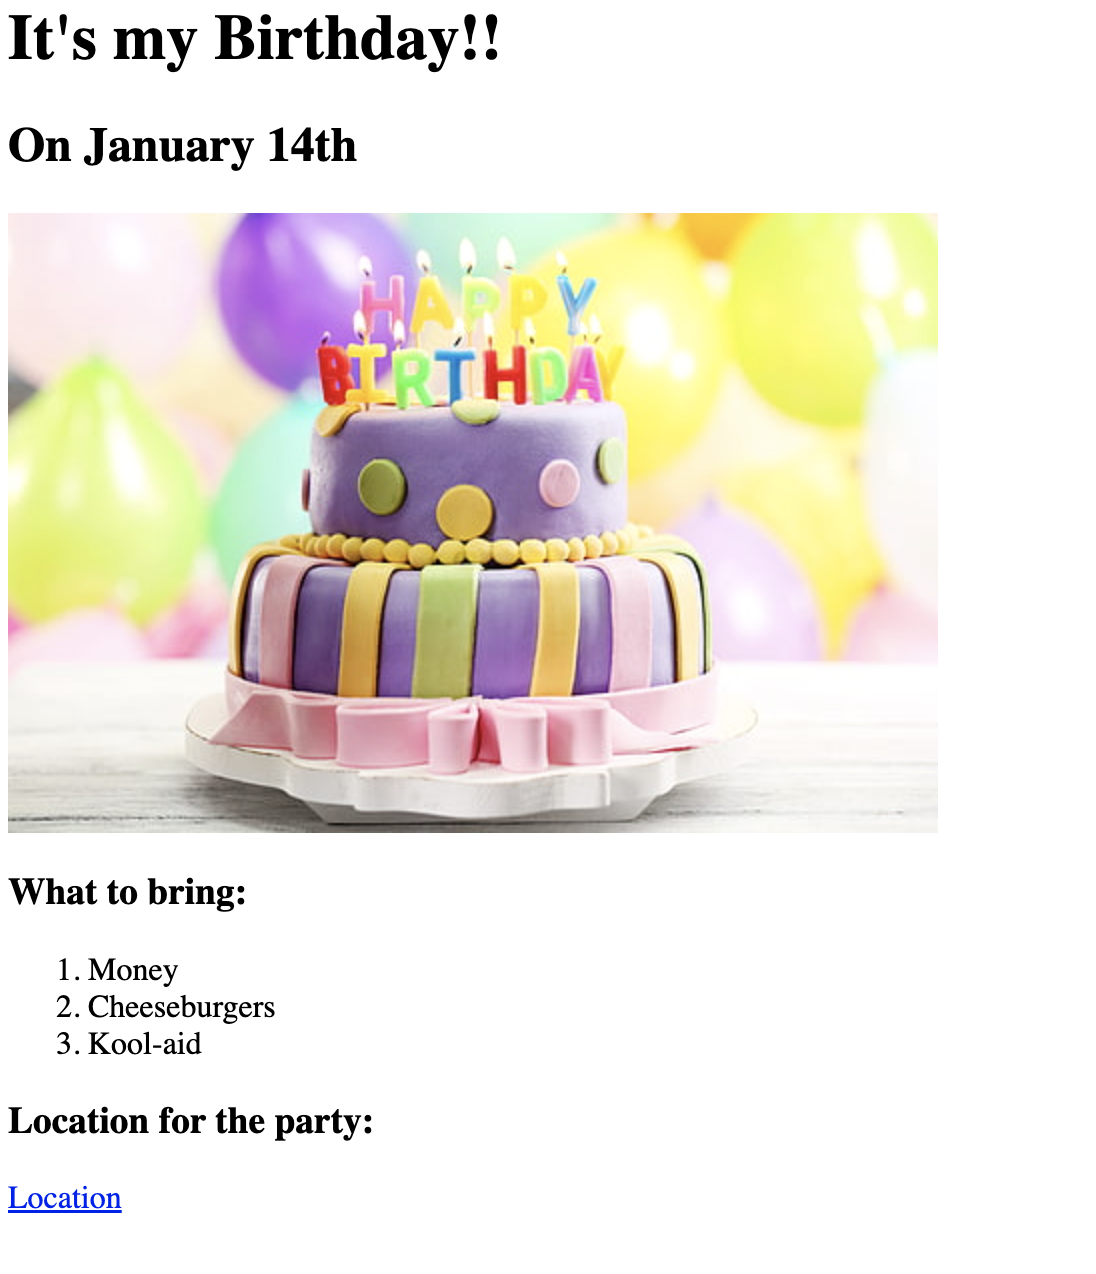 It's my Birthday!!
On January 14th
HAPPY
BIRTHDAY
What to bring:
1. Money
2. Cheeseburgers
3. Kool-aid
Location for the party:
Location